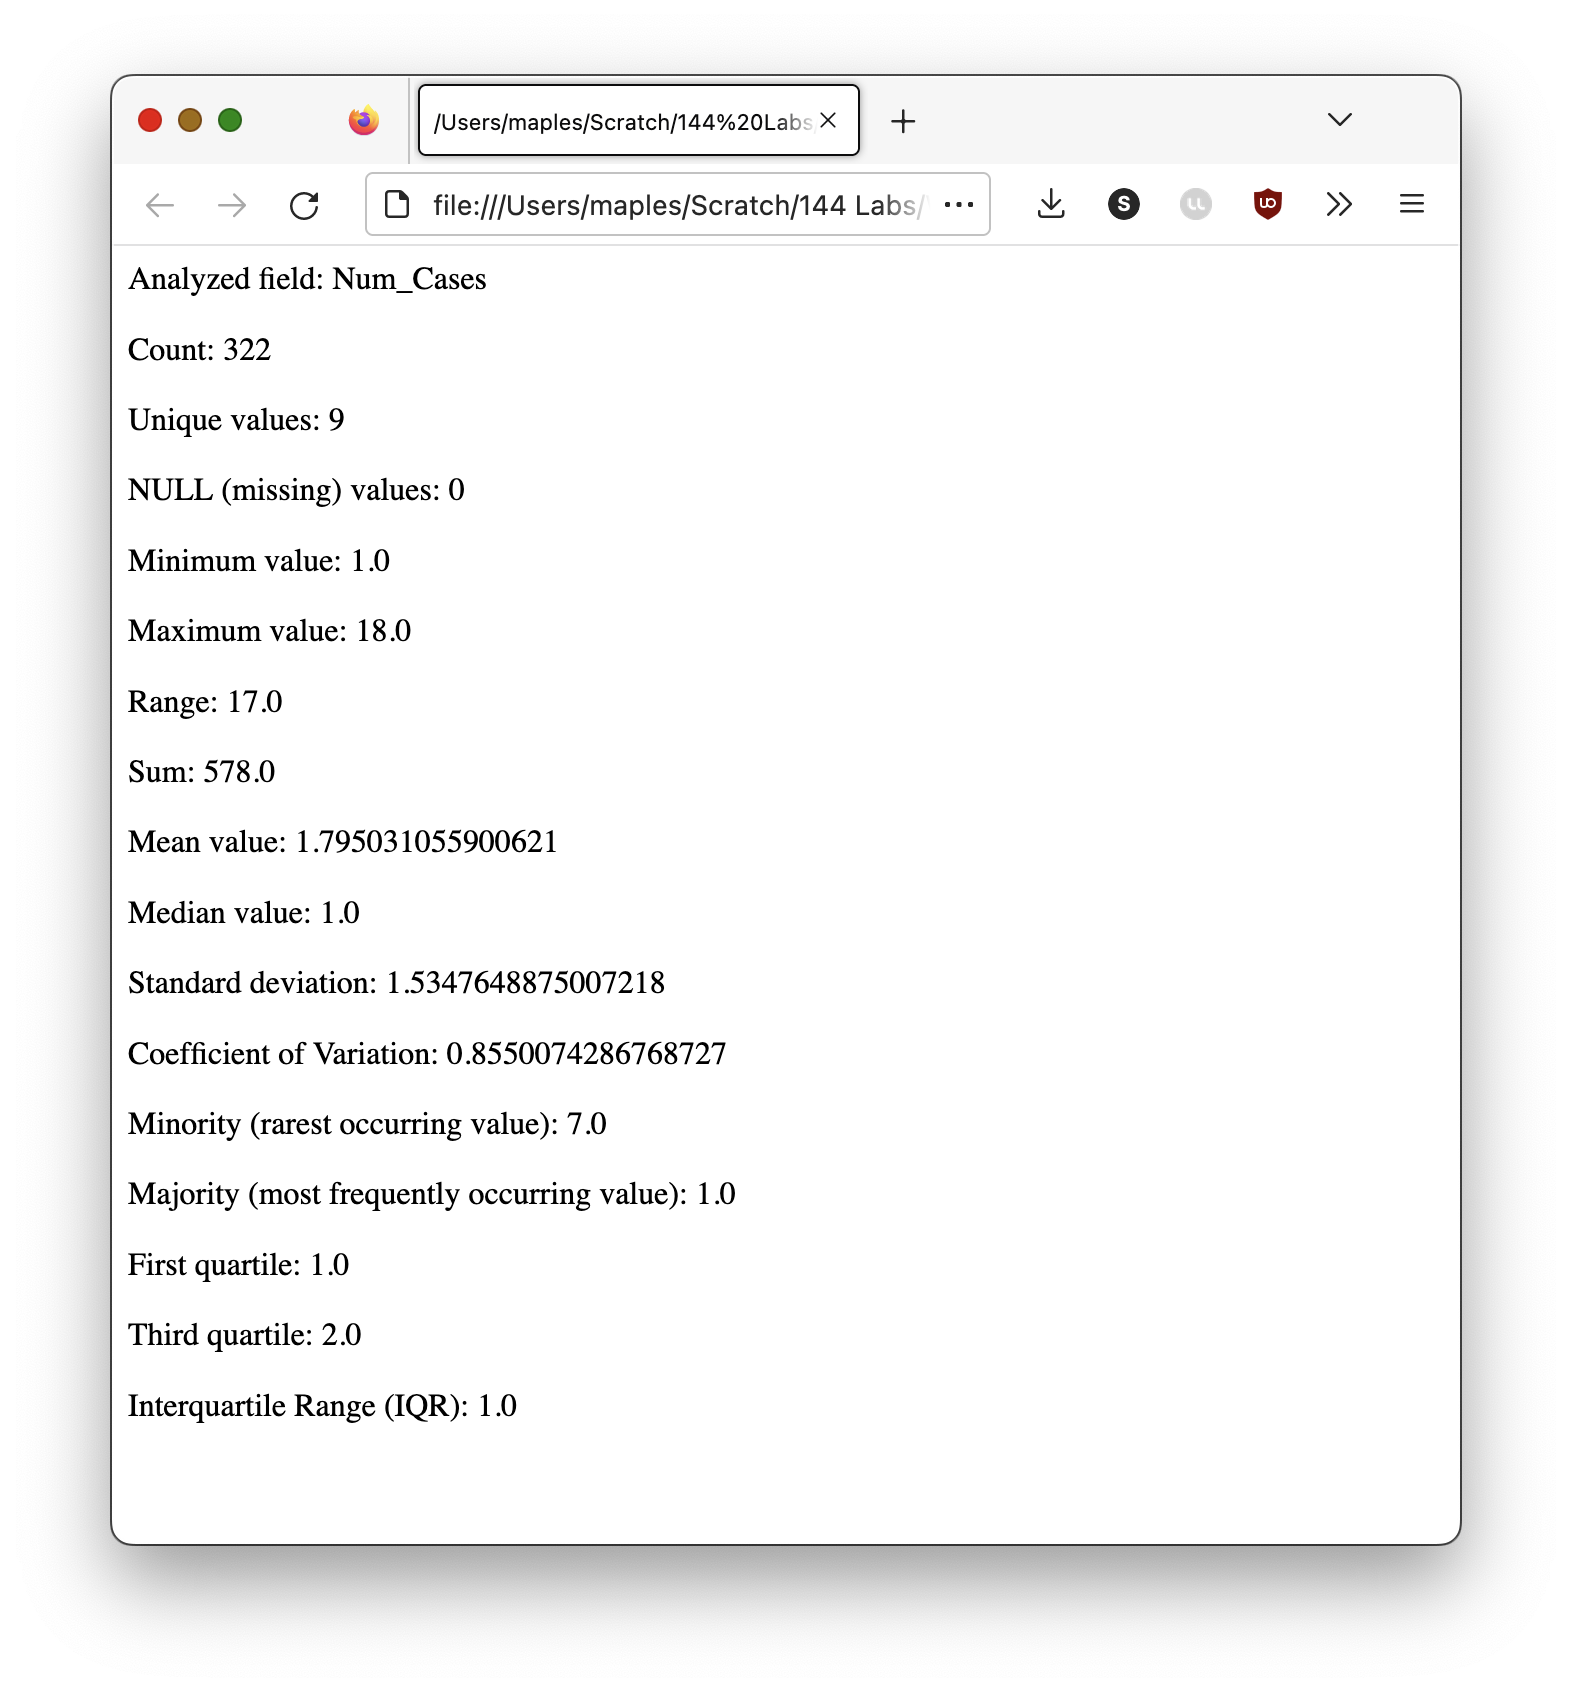 /Users/maples/Scratch/144%20Labs
file:///Users/maples/Scratch/144 Labs/
S
Analyzed field: Num_Cases
Count: 322
Unique values: 9
NULL (missing) values: 0
Minimum value: 1.0
Maximum value: 18.0
Range: 17.0
Sum: 578.0
Mean value: 1.795031055900621
Median value: 1.0
Standard deviation: 1.5347648875007218
Coefficient of Variation: 0.8550074286768727
Minority (rarest occurring value): 7.0
Majority (most frequently occurring value): 1.0
First quartile: 1.0
Third quartile: 2.0
Interquartile Range (IQR): 1.0